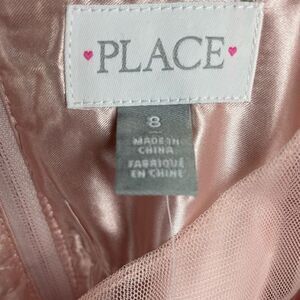 PLACE
8
MADE IN
CHINA
FABRIQUÉ
EN CHINE